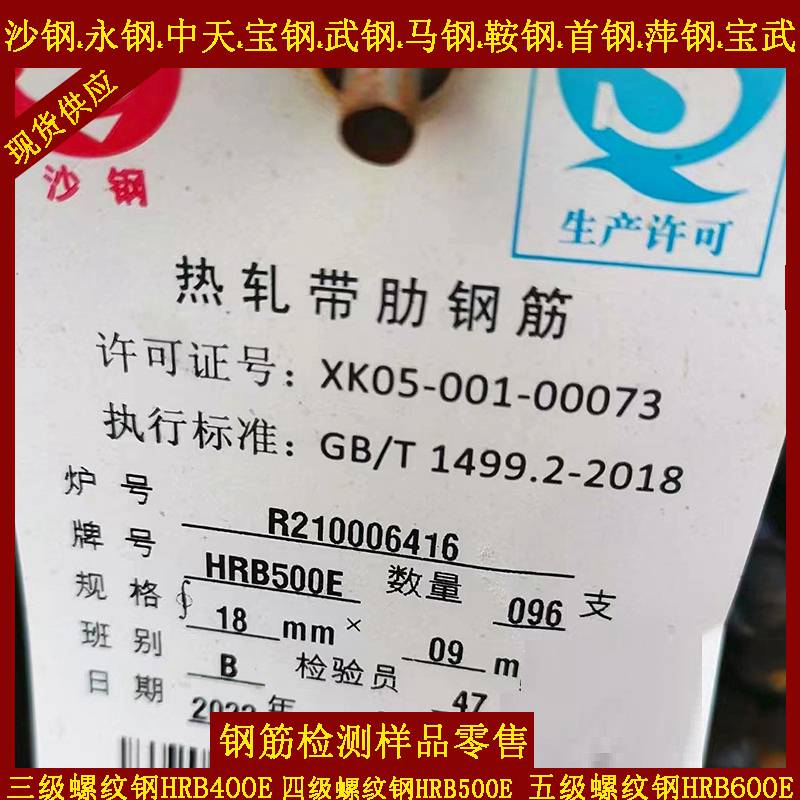 沙钢.永钢.中天.宝钢.武钢.马钢.鞍钢.首钢.萍钢.宝武
现货供应
沙钢
生产许可
热轧带肋钢筋
许可证号：XK05-001-00073
执行标准：GB/T 1499.2-2018
炉号 R210006416
牌号 HRB500E 数量 096 支
规格 18 mm × 09 m
班别 B 检验员 47
日期 年
钢筋检测样品零售
三级螺纹钢HRB400E 四级螺纹钢HRB500E 五级螺纹钢HRB600E